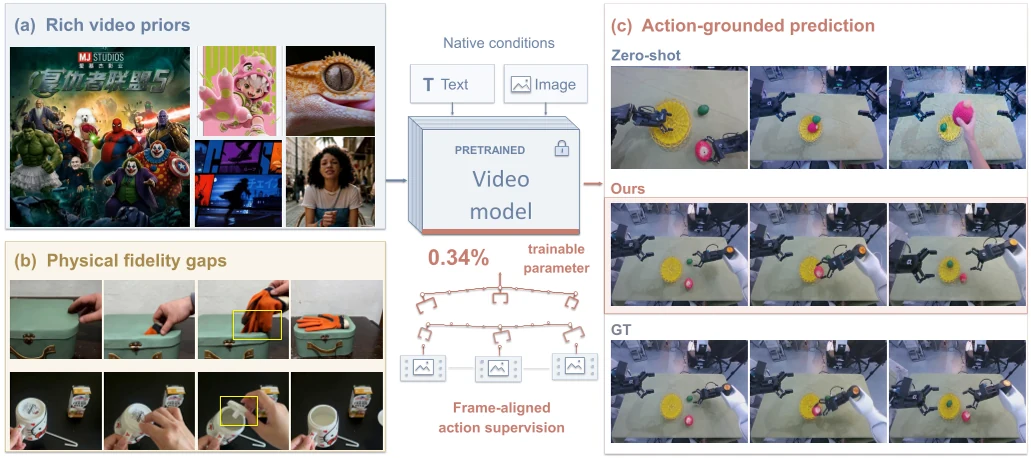 (a) Rich video priors
MJ STUDIOS
复仇者联盟5
(b) Physical fidelity gaps
Native conditions
T Text
Image
PRETRAINED
Video
model
0.34%
trainable
parameter
Frame-aligned
action supervision
(c) Action-grounded prediction
Zero-shot
Ours
GT